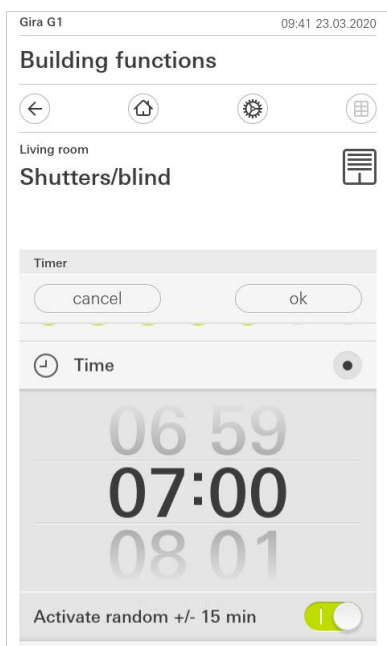 Gira G1 09:41 23.03.2020
Building functions
Living room
Shutters/blind
Timer
cancel ok
Time
06 59
07:00
08 01
Activate random +/- 15 min